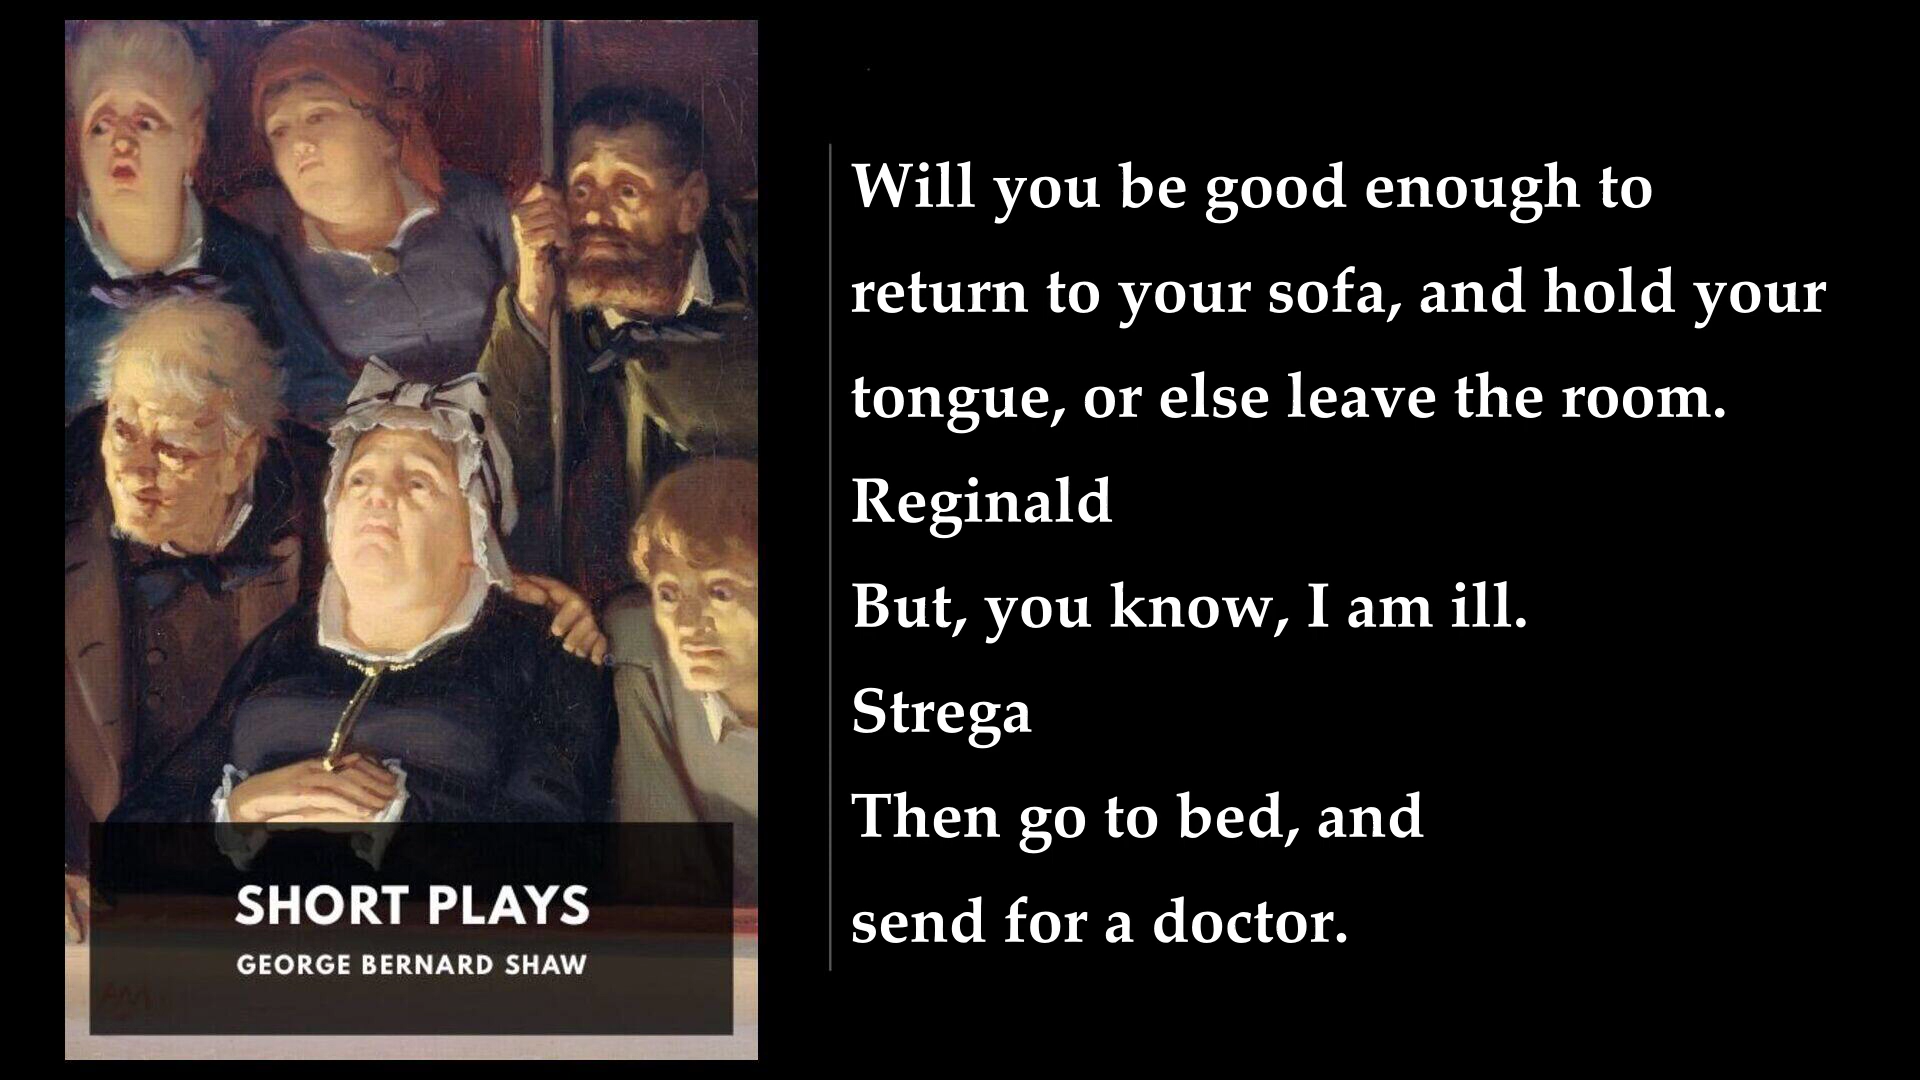 Will you be good enough to
return to your sofa, and hold your
tongue, or else leave the room.
Reginald
But, you know, I am ill.
Strega
Then go to bed, and
send for a doctor.
SHORT PLAYS
GEORGE BERNARD SHAW